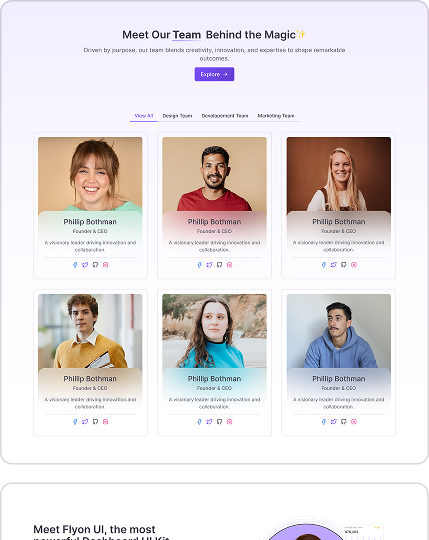 Meet Our Team Behind the Magic✨
Driven by purpose, our team blends creativity, innovation, and expertise to shape remarkable
outcomes.
Explore →
View All Design Team Developement Team Marketing Team
Phillip Bothman
Founder & CEO
A visionary leader driving innovation and
collaboration.
Phillip Bothman
Founder & CEO
A visionary leader driving innovation and
collaboration.
Phillip Bothman
Founder & CEO
A visionary leader driving innovation and
collaboration.
Phillip Bothman
Founder & CEO
A visionary leader driving innovation and
collaboration.
Phillip Bothman
Founder & CEO
A visionary leader driving innovation and
collaboration.
Phillip Bothman
Founder & CEO
A visionary leader driving innovation and
collaboration.
Meet Flyon UI, the most
powerful Dashboard UI Kit